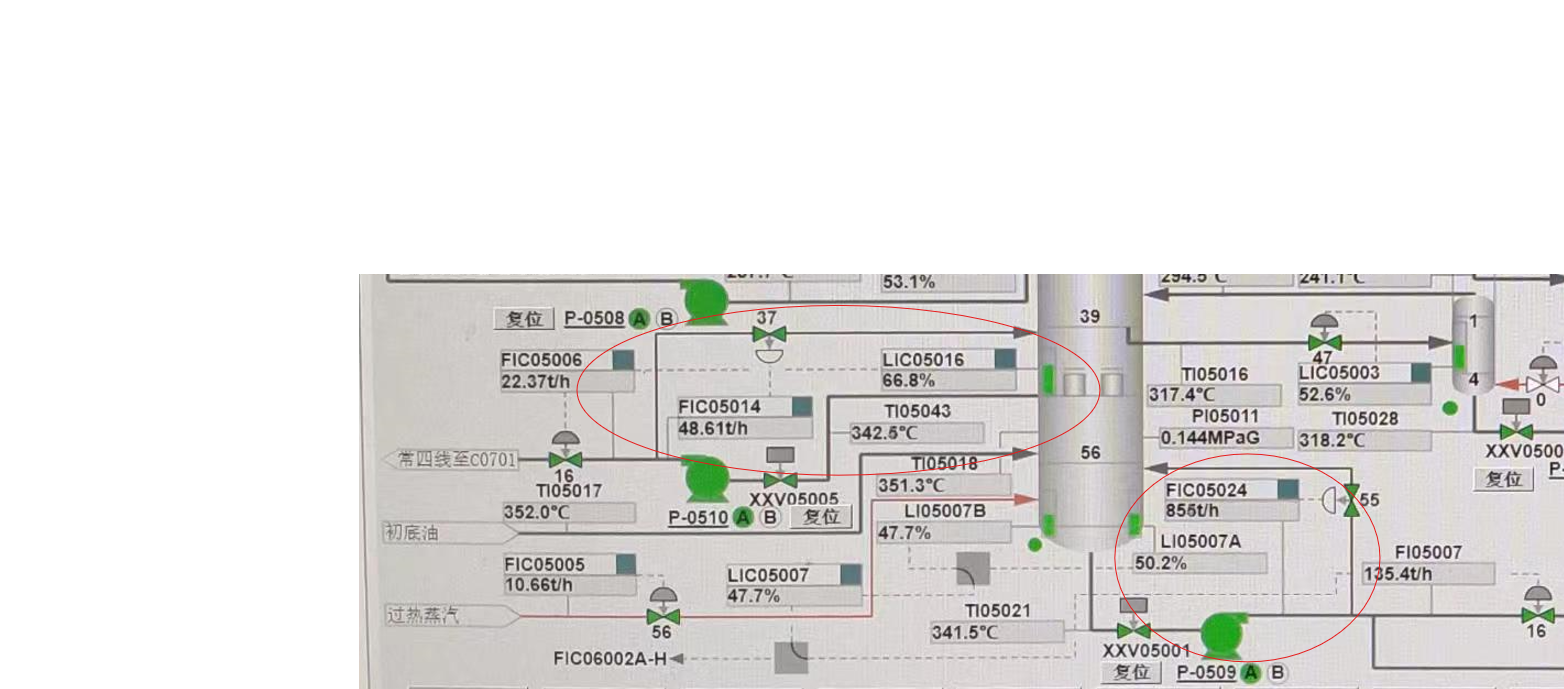 53.1%
294.5℃
241.1℃
复位
P-0508 A B
37
39
1
FIC05006
22.37t/h
LIC05016
66.8%
47
LIC05003
52.6%
4
TI05016
317.4℃
0
FIC05014
48.61t/h
TI05043
342.5℃
PI05011
0.144MPaG
TI05028
318.2℃
常四线至C0701
16
56
XXV0500
复位
TI05017
352.0℃
XXV05005
P-0510 A B
复位
TI05018
351.3℃
FIC05024
855t/h
55
初底油
LI05007B
47.7%
LI05007A
50.2%
FI05007
135.4t/h
FIC05005
10.66t/h
LIC05007
47.7%
过热蒸汽
56
TI05021
341.5℃
16
FIC06002A-H
XXV05001
复位
P-0509 A B